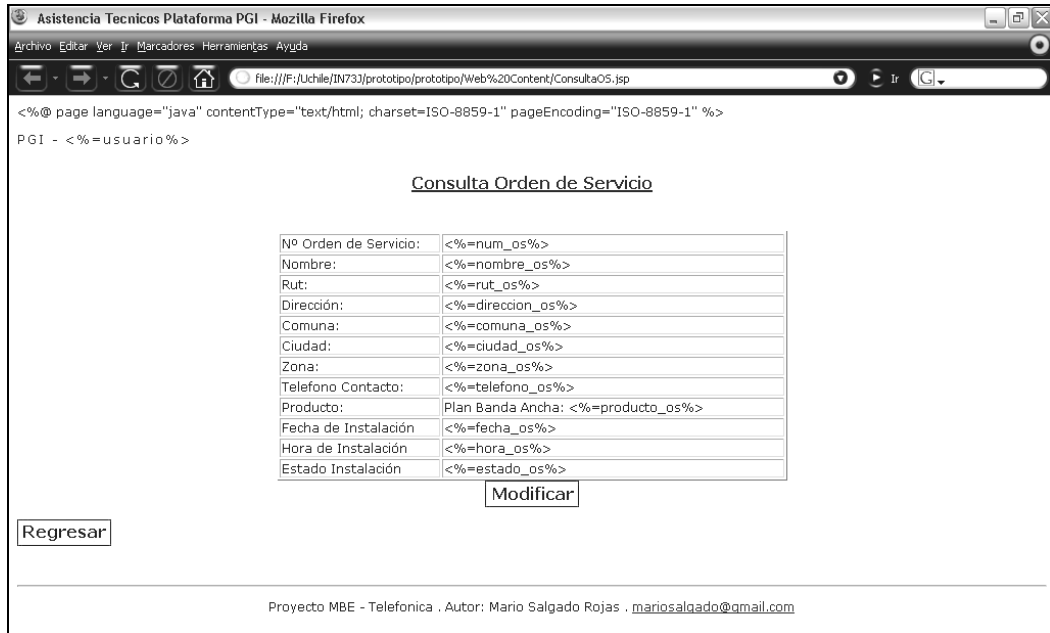 Asistencia Tecnicos Plataforma PGI - Mozilla Firefox
Archivo Editar Ver Ir Marcadores Herramientas Ayuda
file:///F:/Uchile/IN73J/prototipo/prototipo/Web%20Content/ConsultaOS.jsp Ir G
<%@ page language="java" contentType="text/html; charset=ISO-8859-1" pageEncoding="ISO-8859-1" %>
PGI - <%=usuario%>
Consulta Orden de Servicio
Nº Orden de Servicio: <%=num_os%>
Nombre: <%=nombre_os%>
Rut: <%=rut_os%>
Dirección: <%=direccion_os%>
Comuna: <%=comuna_os%>
Ciudad: <%=ciudad_os%>
Zona: <%=zona_os%>
Telefono Contacto: <%=telefono_os%>
Producto: Plan Banda Ancha: <%=producto_os%>
Fecha de Instalación <%=fecha_os%>
Hora de Instalación <%=hora_os%>
Estado Instalación <%=estado_os%>
Modificar
Regresar
Proyecto MBE - Telefonica . Autor: Mario Salgado Rojas . mariosalgado@gmail.com